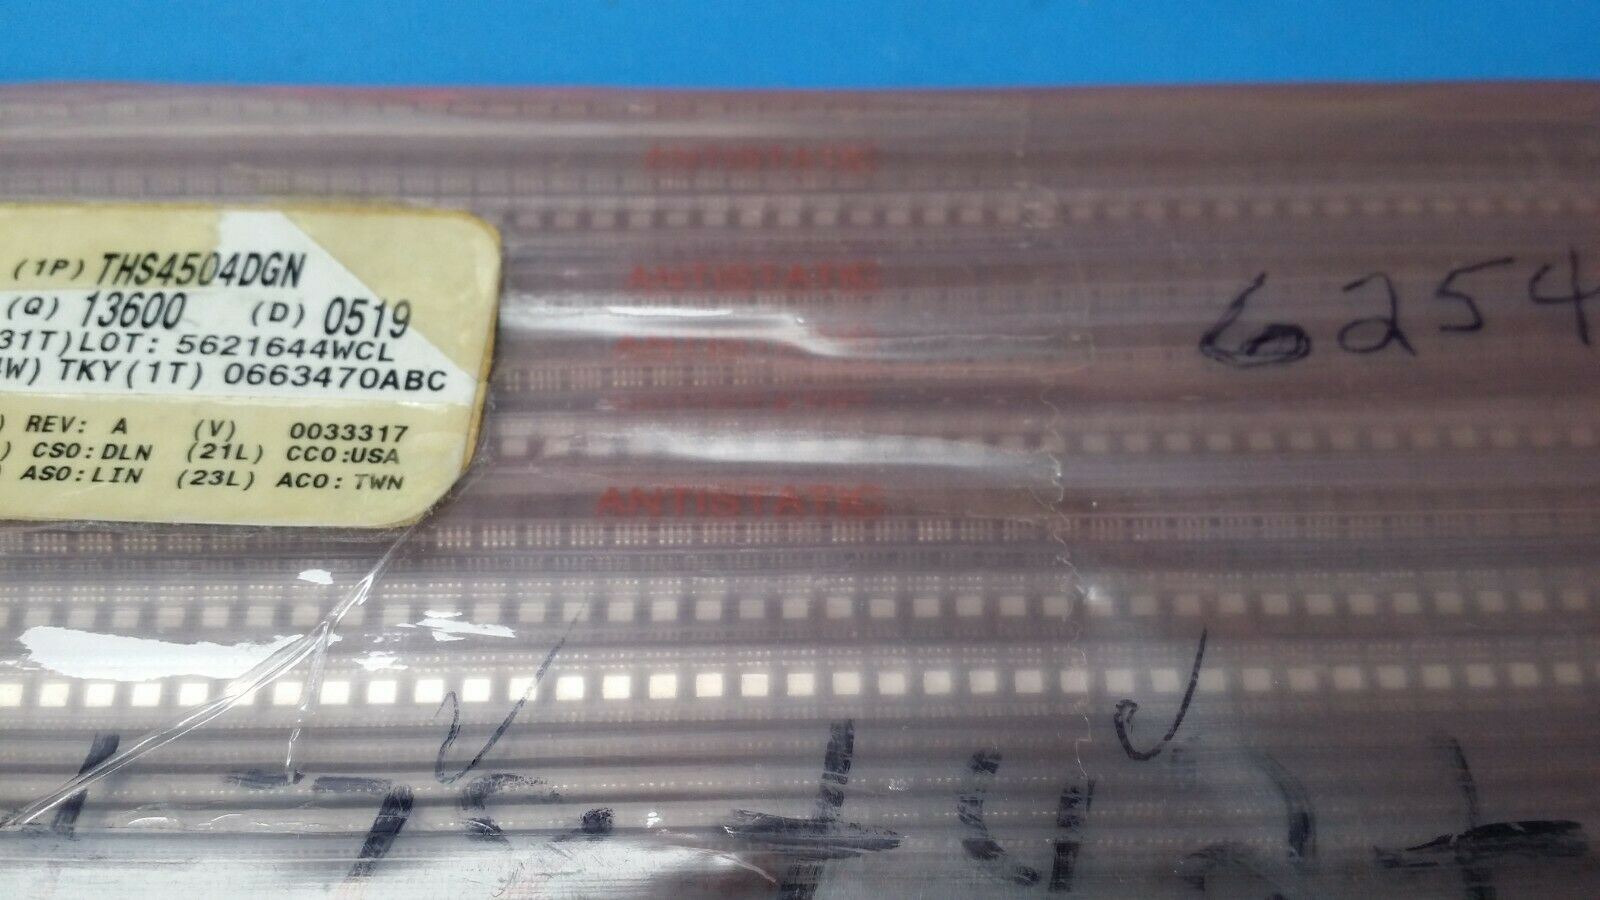 ANTISTATIC
(1P) THS4504DGN
(Q) 13600 (D) 0519
31T)LOT: 5621644WCL
4W) TKY(1T) 0663470ABC
) REV: A (V) 0033317
) CSO:DLN (21L) CCO:USA
) ASO:LIN (23L) ACO: TWN
ANTISTATIC
ANTISTATIC
6254